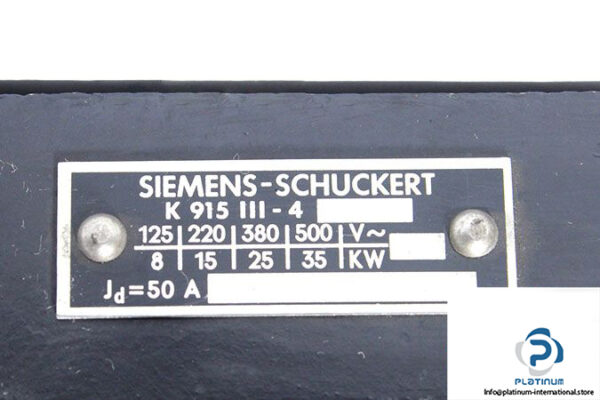 SIEMENS-SCHUCKERT
K 915 III-4
125 220 380 500 V~
8 15 25 35 KW
Jd=50 A
PLATINUM
Info@platinum-international.store